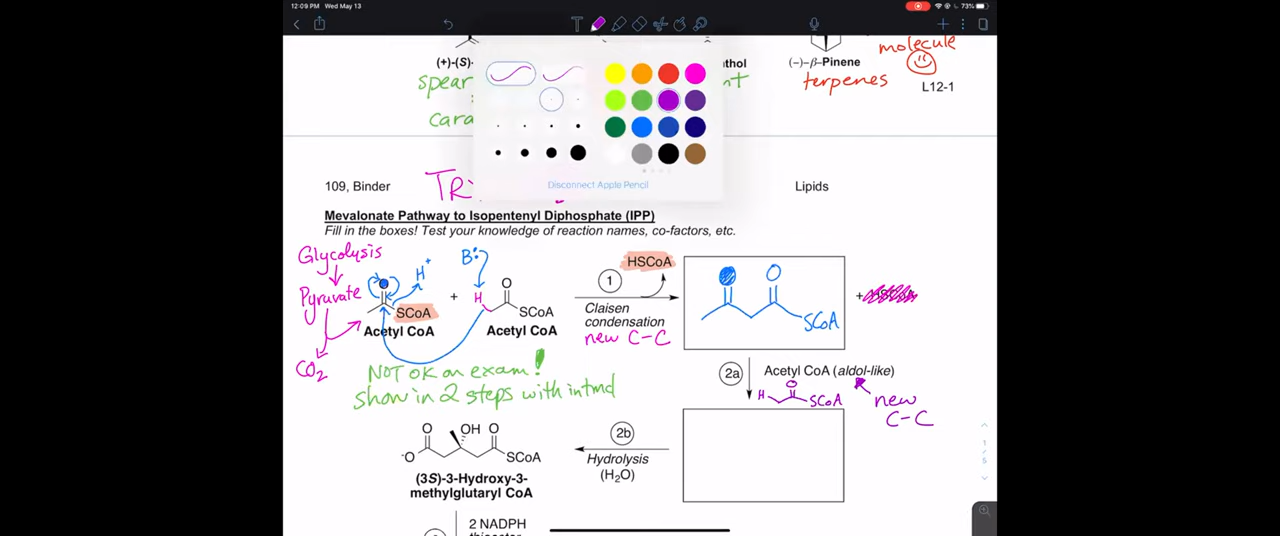 12:09 PM Wed May 13
73%
T
molecule
(+)-(S)-
thol
(–)-β-Pinene
spear
nt
terpenes
L12-1
cara
Disconnect Apple Pencil
109, Binder
Lipids
Mevalonate Pathway to Isopentenyl Diphosphate (IPP)
Fill in the boxes! Test your knowledge of reaction names, co-factors, etc.
Glycolysis
B:
H+
HSCoA
O
1
O
Pyruvate
+
H
SCoA
SCoA
Claisen
condensation
SCoA
+
Acetyl CoA
Acetyl CoA
new C-C
CO2
NOT OK on exam!
show in 2 steps with intmd
2a
Acetyl CoA (aldol-like)
H
O
SCoA
new
C-C
O
OH
O
2b
-O
SCoA
Hydrolysis
(H2O)
(3S)-3-Hydroxy-3-
methylglutaryl CoA
2 NADPH
1
5